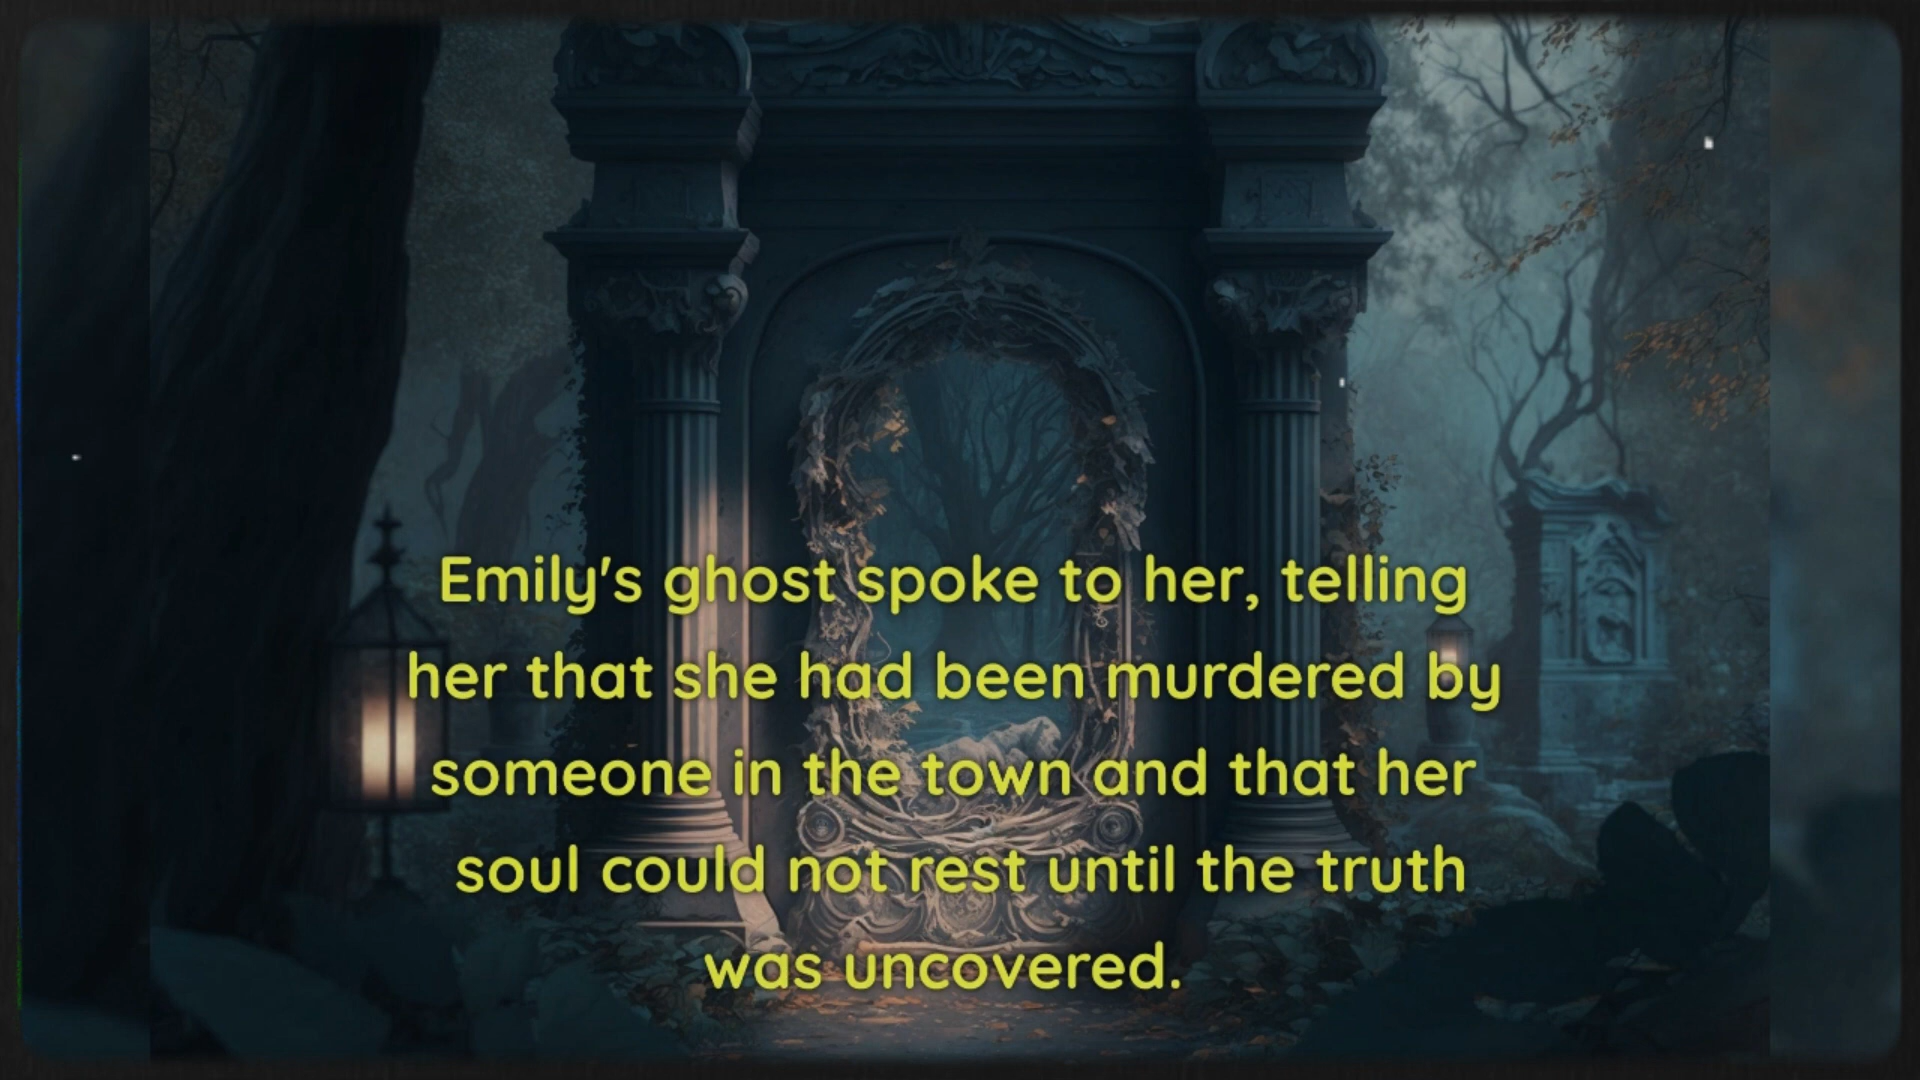 Emily's ghost spoke to her, telling
her that she had been murdered by
someone in the town and that her
soul could not rest until the truth
was uncovered.